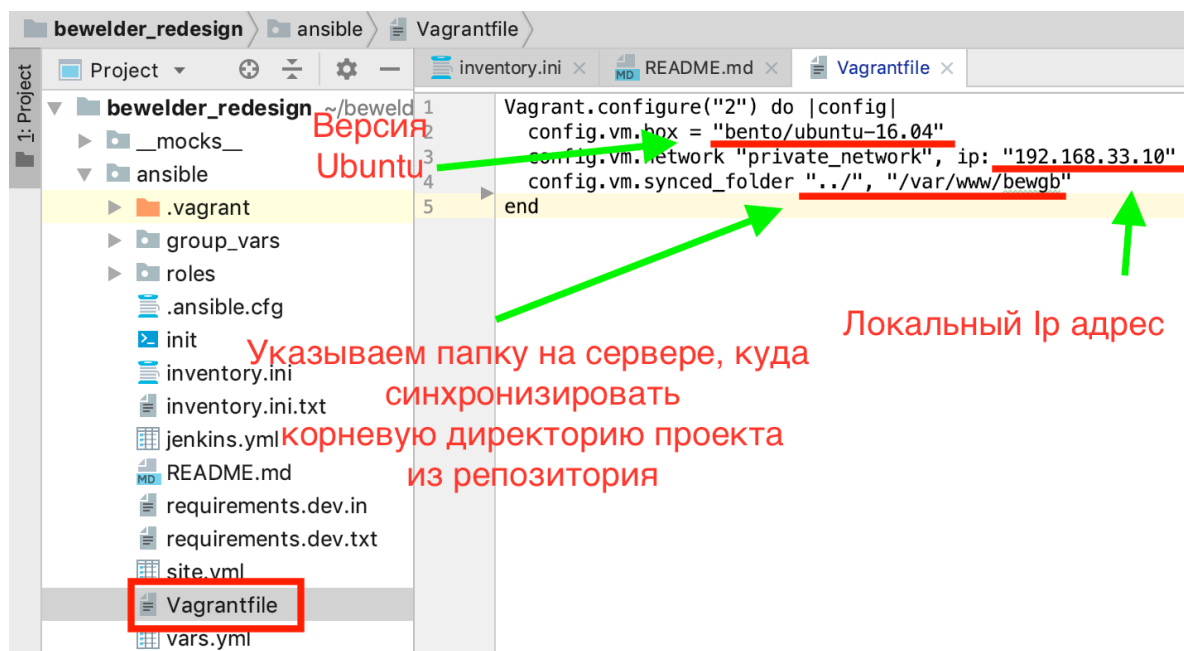 bewelder_redesign ansible Vagrantfile
1: Project
Project
inventory.ini
README.md
Vagrantfile
bewelder_redesign ~/beweld
__mocks__
ansible
.vagrant
group_vars
roles
.ansible.cfg
init
inventory.ini
inventory.ini.txt
jenkins.yml
MD README.md
requirements.dev.in
requirements.dev.txt
site.yml
Vagrantfile
vars.yml
1 Vagrant.configure("2") do |config|
2 config.vm.box = "bento/ubuntu-16.04"
3 config.vm.network "private_network", ip: "192.168.33.10"
4 config.vm.synced_folder "../", "/var/www/bewgb"
5 end
Версия
Ubuntu
Локальный Ip адрес
Указываем папку на сервере, куда
синхронизировать
корневую директорию проекта
из репозитория